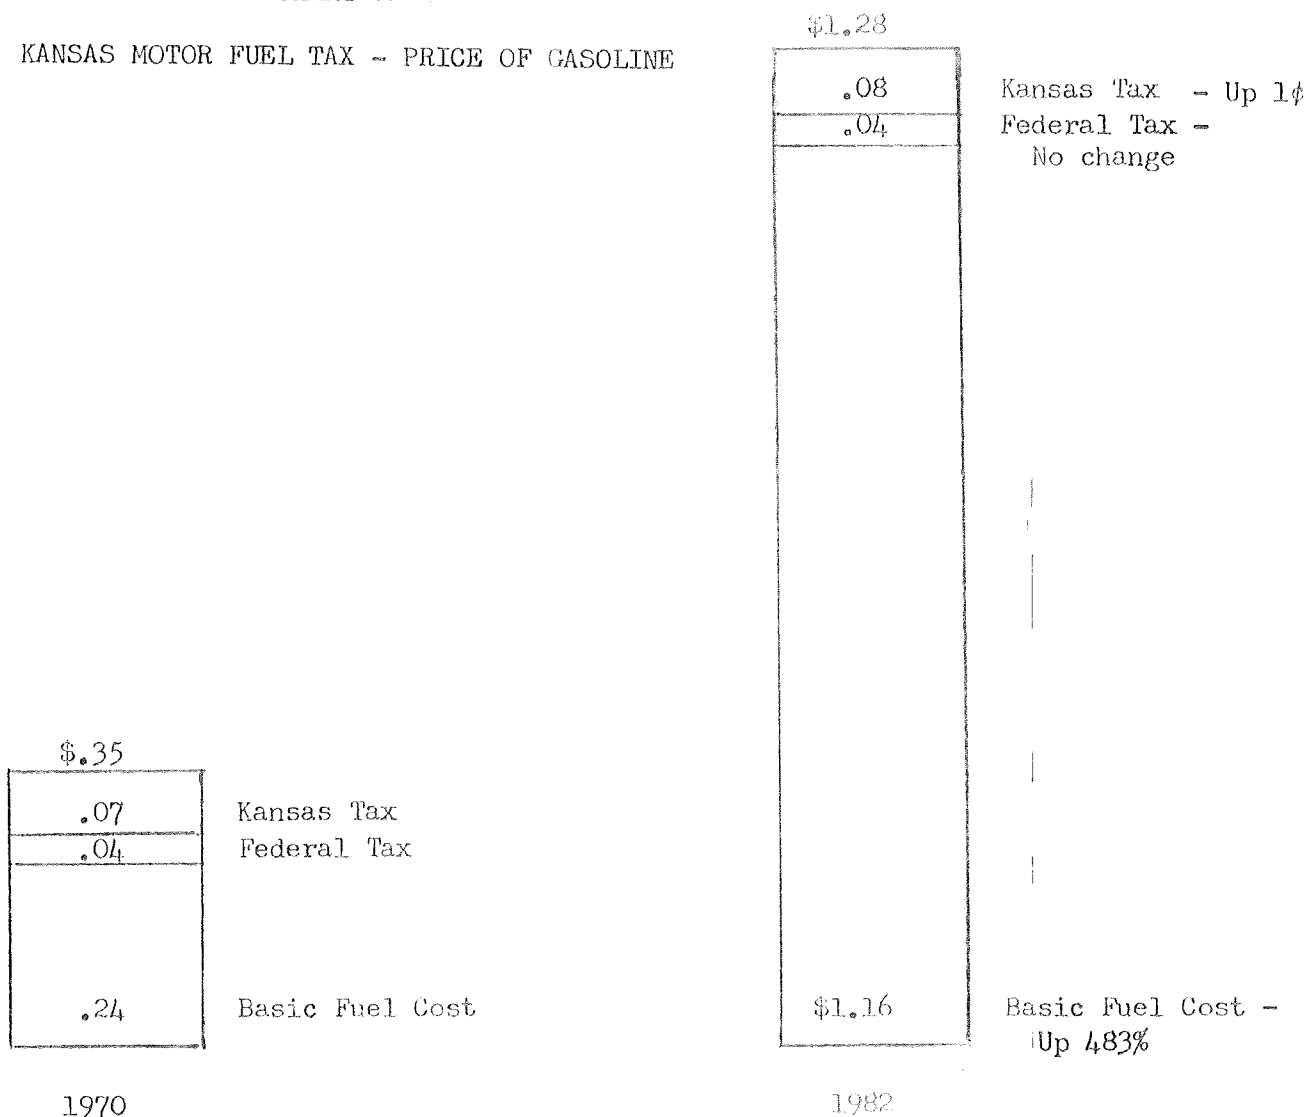 KANSAS MOTOR FUEL TAX - PRICE OF GASOLINE
$1.28
.08 Kansas Tax - Up 1¢
.04 Federal Tax -
No change
$.35
.07 Kansas Tax
.04 Federal Tax
.24 Basic Fuel Cost
$1.16 Basic Fuel Cost -
Up 483%
1970
1982